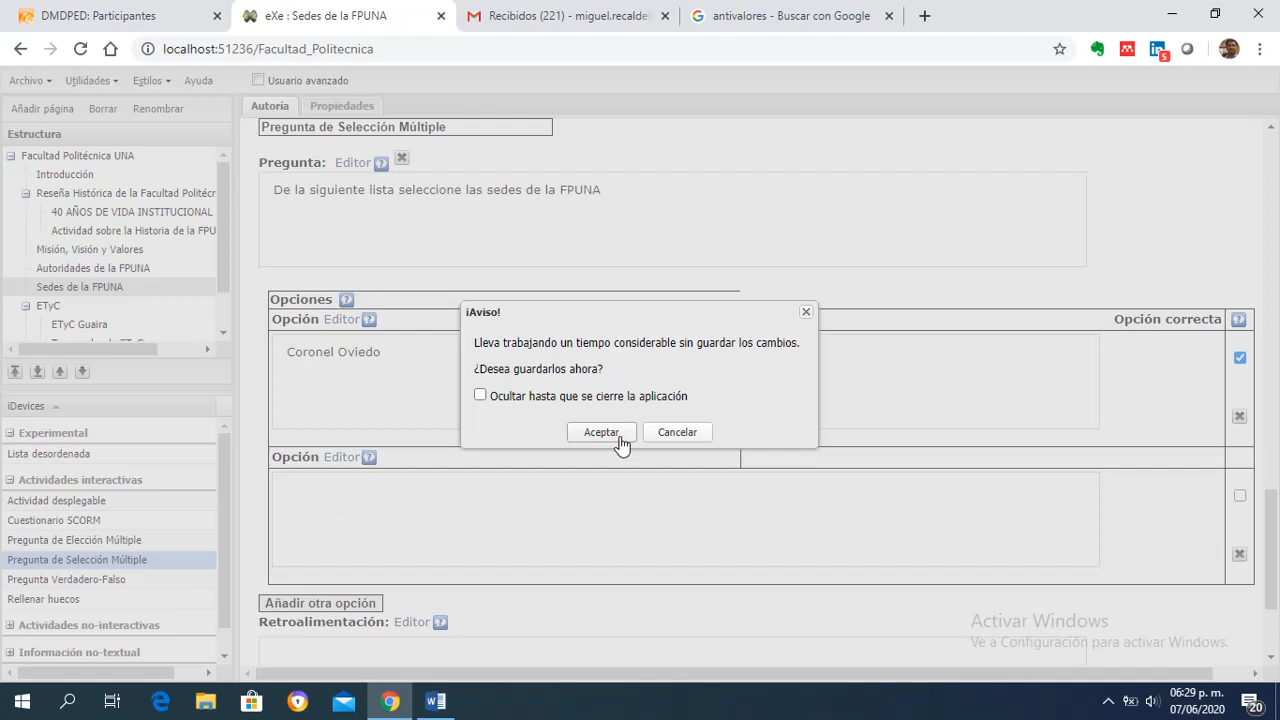 DMDPED: Participantes
eXe : Sedes de la FPUNA
Recibidos (221) - miguel.recalde
antivalores - Buscar con Google
localhost:51236/Facultad_Politecnica
5
Archivo
Utilidades
Estilos
Ayuda
Usuario avanzado
Añadir página
Borrar
Renombrar
Autoría
Propiedades
Estructura
Facultad Politécnica UNA
Introducción
Reseña Histórica de la Facultad Politécr
40 AÑOS DE VIDA INSTITUCIONAL
Actividad sobre la Historia de la FPU
Misión, Visión y Valores
Autoridades de la FPUNA
Sedes de la FPUNA
ETyC
ETyC Guaira
iDevices
Experimental
Lista desordenada
Actividades interactivas
Actividad desplegable
Cuestionario SCORM
Pregunta de Elección Múltiple
Pregunta de Selección Múltiple
Pregunta Verdadero-Falso
Rellenar huecos
Actividades no-interactivas
Información no-textual
Pregunta de Selección Múltiple
Pregunta: Editor ?
De la siguiente lista seleccione las sedes de la FPUNA
Opciones ?
Opción Editor ?
Opción correcta ?
Coronel Oviedo
Opción Editor ?
Añadir otra opción
Retroalimentación: Editor ?
¡Aviso!
Lleva trabajando un tiempo considerable sin guardar los cambios.
¿Desea guardarlos ahora?
Ocultar hasta que se cierre la aplicación
Aceptar
Cancelar
Activar Windows
Ve a Configuración para activar Windows.
06:29 p. m.
07/06/2020
20